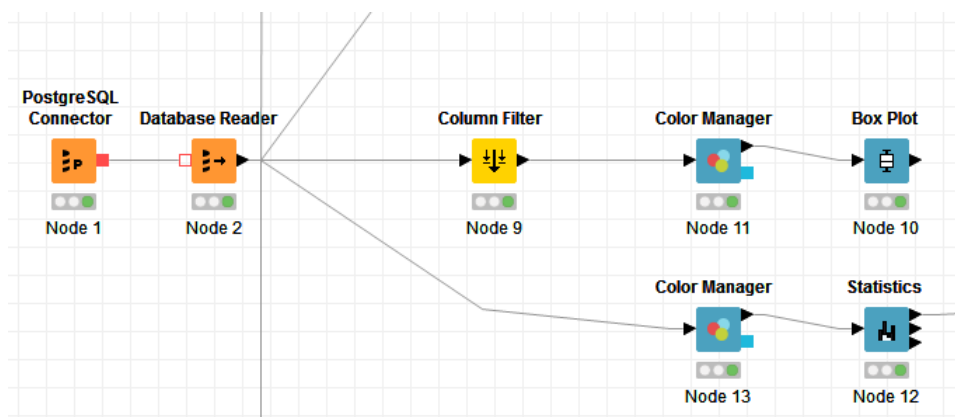 PostgreSQL
Connector
Database Reader
Column Filter
Color Manager
Box Plot
P
Node 1
Node 2
Node 9
Node 11
Node 10
Color Manager
Statistics
Node 13
Node 12